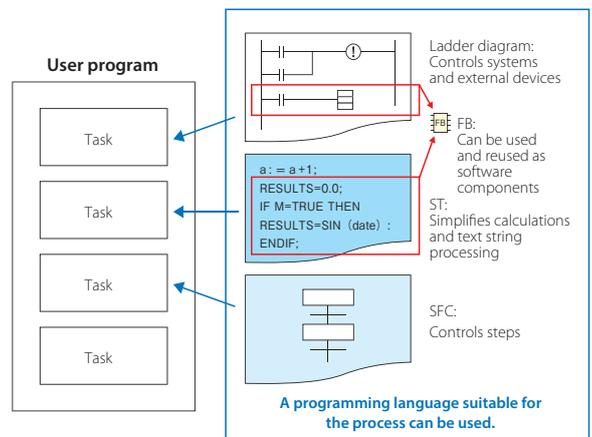 User program
Task
Task
Task
Task
Ladder diagram:
Controls systems
and external devices
FB
FB:
Can be used
and reused as
software
components
a : = a +1;
RESULTS=0.0;
IF M=TRUE THEN
RESULTS=SIN (date) :
ENDIF;
ST:
Simplifies calculations
and text string
processing
SFC:
Controls steps
A programming language suitable for
the process can be used.